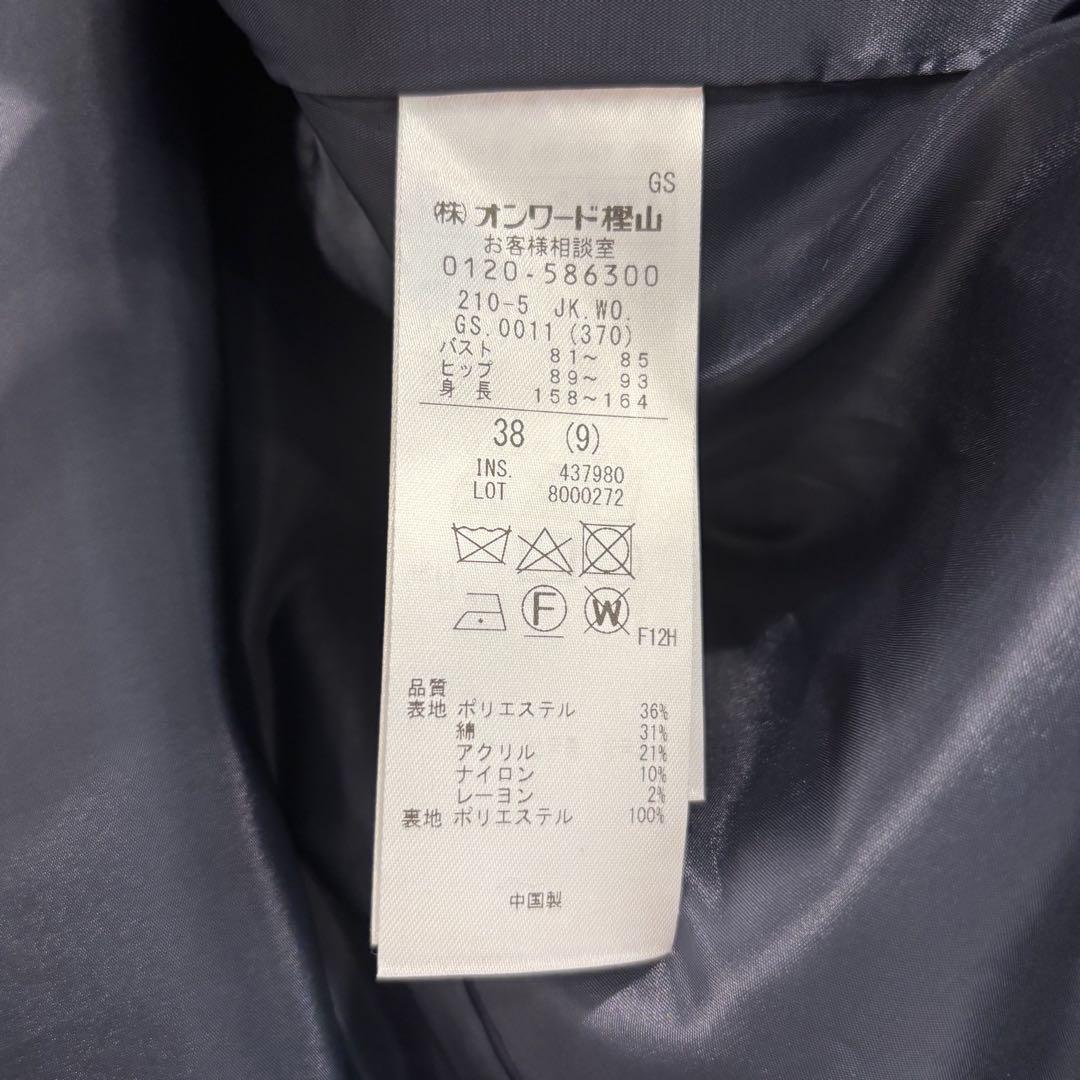 GS
(株)オンワード樫山
お客様相談室
0120-586300
210-5 JK.WO.
GS.0011 (370)
バスト 81～ 85
ヒップ 89～ 93
身長 158～164
38 (9)
INS. 437980
LOT 8000272
F W F12H
品質
表地 ポリエステル 36%
綿 31%
アクリル 21%
ナイロン 10%
レーヨン 2%
裏地 ポリエステル 100%
中国製